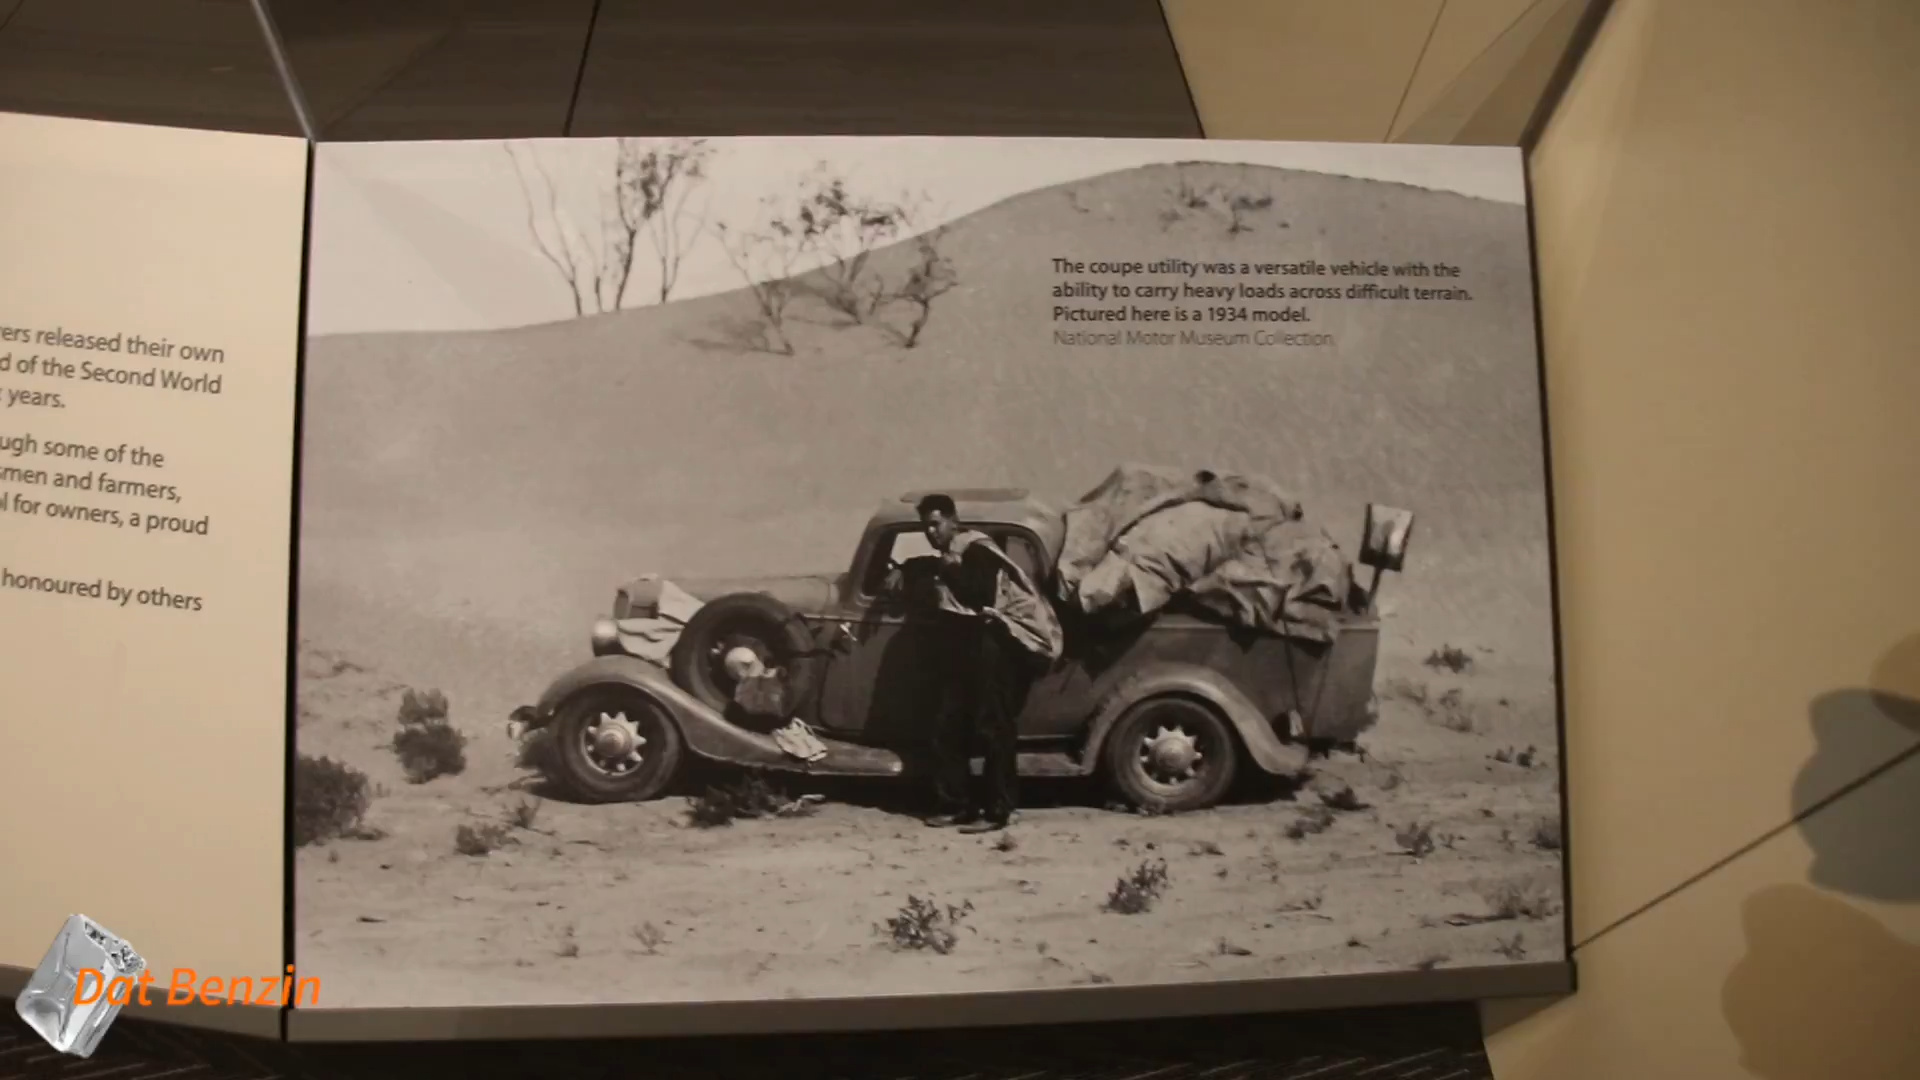 ers released their own
d of the Second World
years.
ugh some of the
smen and farmers,
l for owners, a proud
honoured by others
The coupe utility was a versatile vehicle with the
ability to carry heavy loads across difficult terrain.
Pictured here is a 1934 model.
National Motor Museum Collection.
Dat Benzin